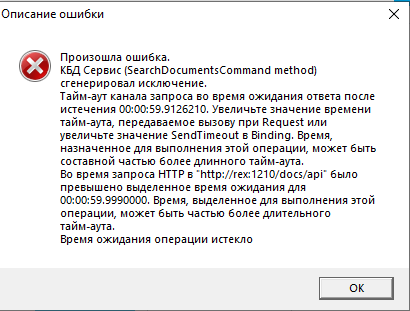 Описание ошибки
Произошла ошибка.
КБД Сервис (SearchDocumentsCommand method)
сгенерировал исключение.
Тайм-аут канала запроса во время ожидания ответа после
истечения 00:00:59.9126210. Увеличьте значение времени
тайм-аута, передаваемое вызову при Request или
увеличьте значение SendTimeout в Binding. Время,
назначенное для выполнения этой операции, может быть
составной частью более длинного тайм-аута.
Во время запроса HTTP в "http://rex:1210/docs/api" было
превышено выделенное время ожидания для
00:00:59.9990000. Время, выделенное для выполнения этой
операции, может быть частью более длительного
тайм-аута.
Время ожидания операции истекло
ОК